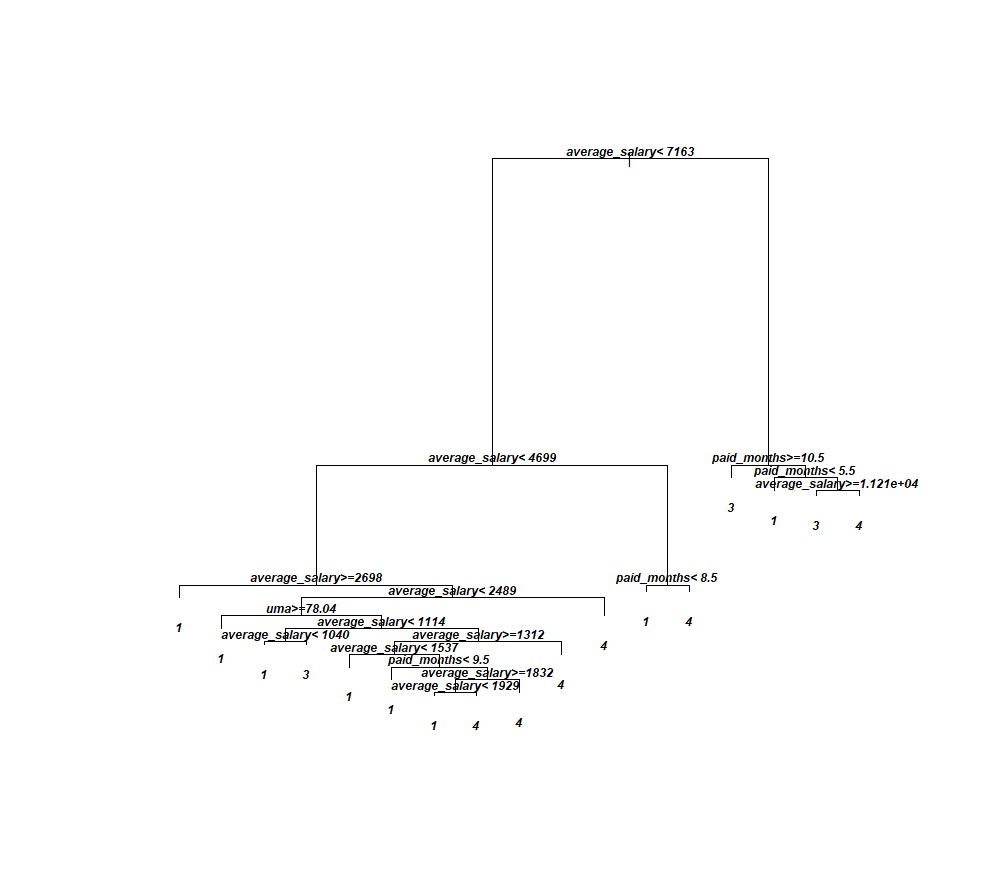 average_salary< 7163
average_salary< 4699
paid_months>=10.5
paid_months< 5.5
average_salary>=1.121e+04
3
1
3
4
average_salary>=2698
paid_months< 8.5
average_salary< 2489
uma>=78.04
average_salary< 1114
1
1
4
average_salary< 1040
average_salary>=1312
average_salary< 1537
4
1
paid_months< 9.5
1
3
average_salary>=1832
average_salary< 1929
4
1
1
1
4
4